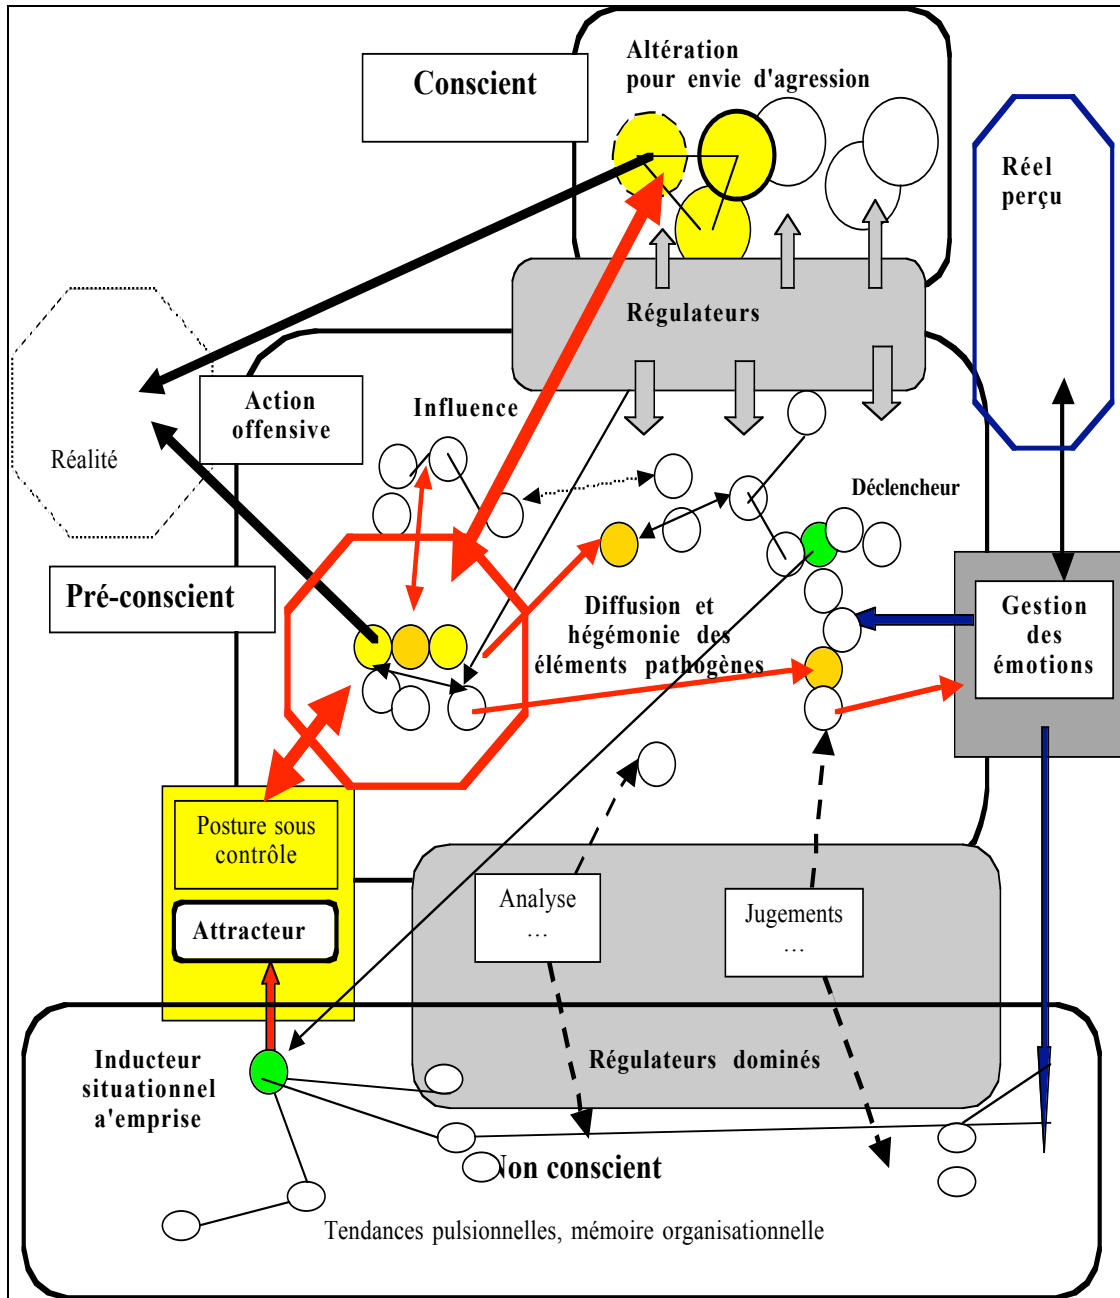 Altération
pour envie d'agression
Conscient
Réel
perçu
Régulateurs
Action
offensive
Influence
Réalité
Déclencheur
Pré-conscient
Diffusion et
hégémonie des
éléments pathogènes
Gestion
des
émotions
Posture sous
contrôle
Attracteur
Analyse
...
Jugements
...
Inducteur
situationnel
a'emprise
Régulateurs dominés
Non conscient
Tendances pulsionnelles, mémoire organisationnelle